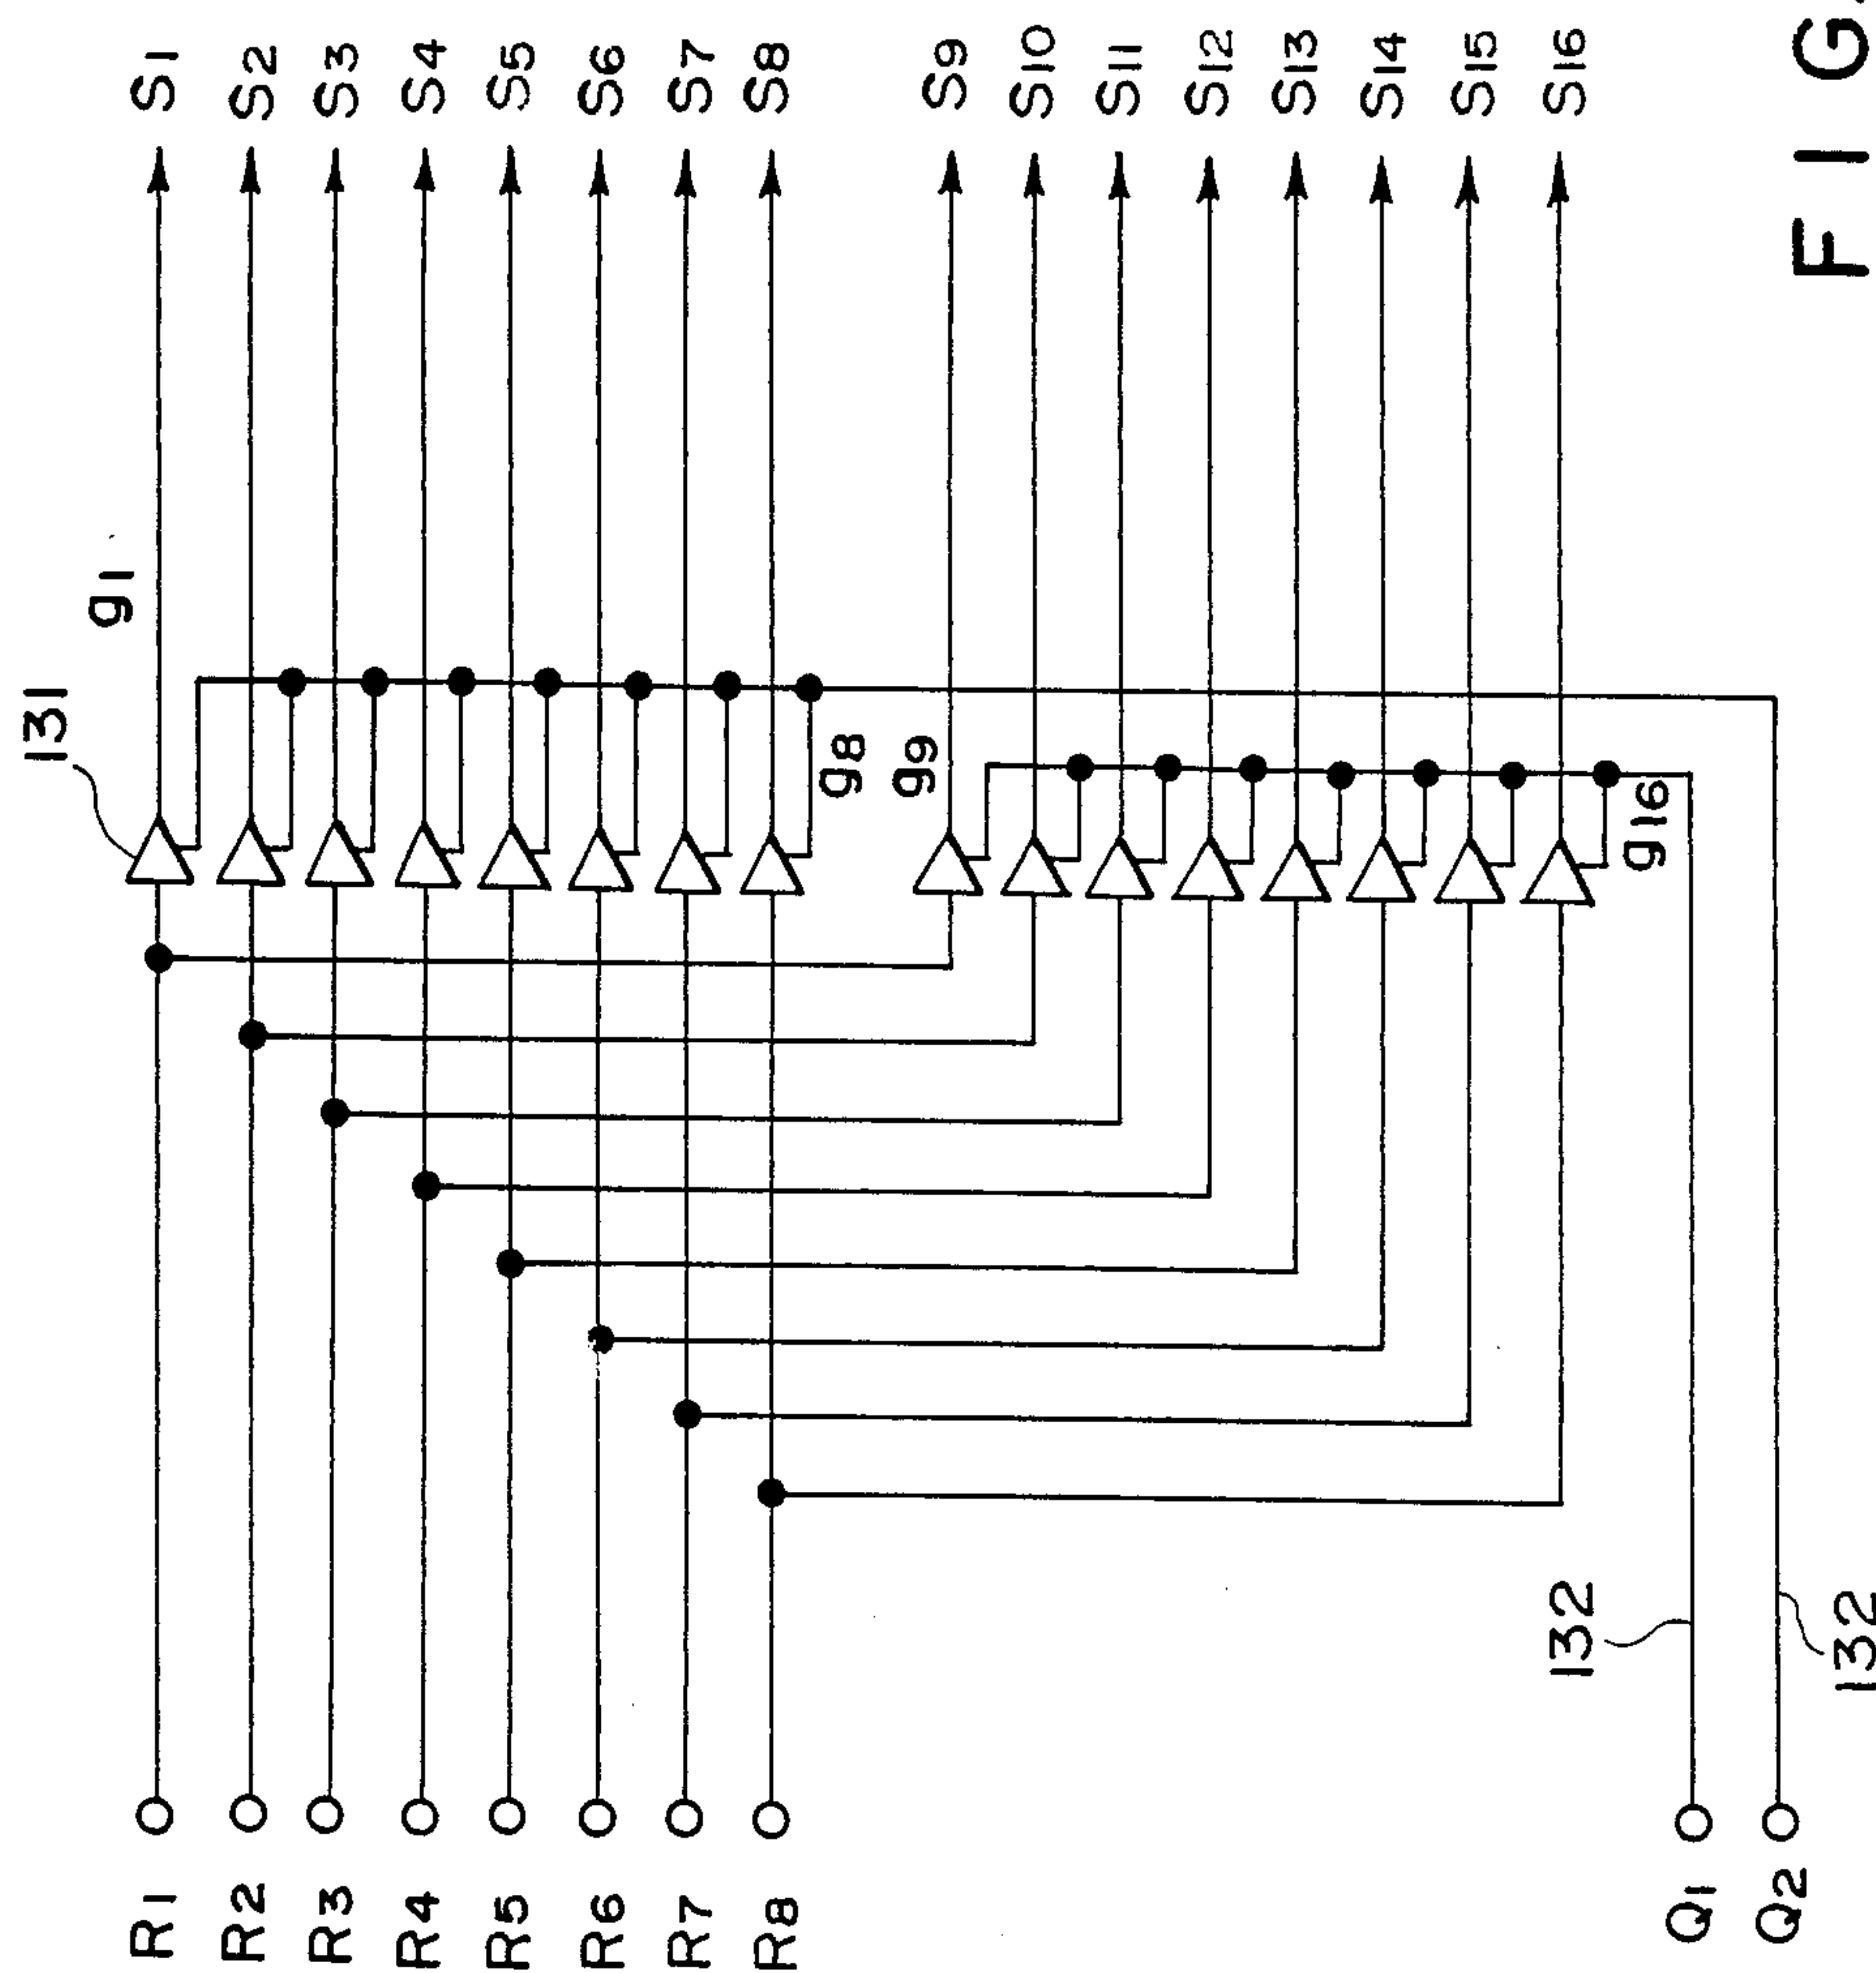 131
g1
S1
S2
S3
S4
S5
S6
S7
S8
S9
S10
S11
S12
S13
S14
S15
S16
g8
g9
g16
R1
R2
R3
R4
R5
R6
R7
R8
132
132
Q1
Q2
FIG.